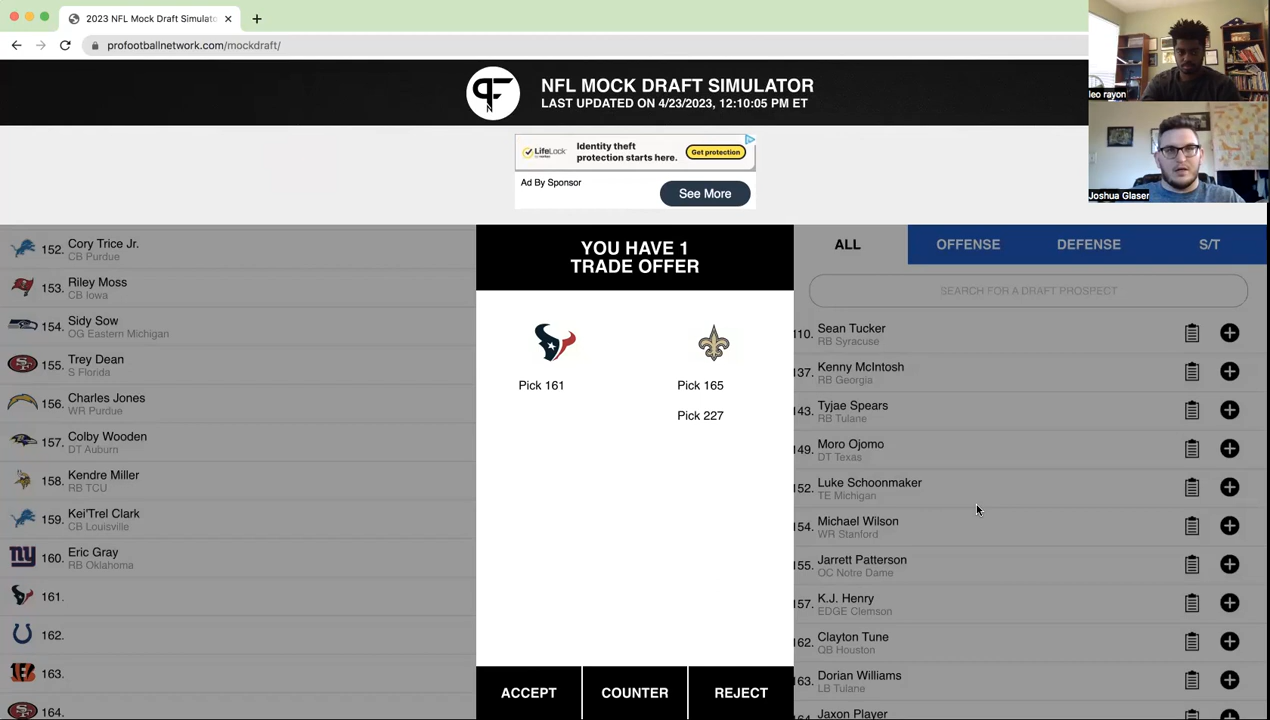 2023 NFL Mock Draft Simulato
profootballnetwork.com/mockdraft/
PF
N
NFL MOCK DRAFT SIMULATOR
LAST UPDATED ON 4/23/2023, 12:10:05 PM ET
LifeLock
Identity theft
protection starts here.
Get protection
Ad By Sponsor
See More
leo rayon
Joshua Glaser
152. Cory Trice Jr.
CB Purdue
153. Riley Moss
CB Iowa
154. Sidy Sow
OG Eastern Michigan
155. Trey Dean
S Florida
156. Charles Jones
WR Purdue
157. Colby Wooden
DT Auburn
158. Kendre Miller
RB TCU
159. Kei'Trel Clark
CB Louisville
160. Eric Gray
RB Oklahoma
161.
162.
163.
164.
YOU HAVE 1
TRADE OFFER
Pick 161
Pick 165
Pick 227
ACCEPT COUNTER REJECT
ALL OFFENSE DEFENSE S/T
SEARCH FOR A DRAFT PROSPECT
110. Sean Tucker
RB Syracuse
137. Kenny McIntosh
RB Georgia
143. Tyjae Spears
RB Tulane
149. Moro Ojomo
DT Texas
152. Luke Schoonmaker
TE Michigan
154. Michael Wilson
WR Stanford
155. Jarrett Patterson
OC Notre Dame
157. K.J. Henry
EDGE Clemson
162. Clayton Tune
QB Houston
163. Dorian Williams
LB Tulane
164. Jaxon Player